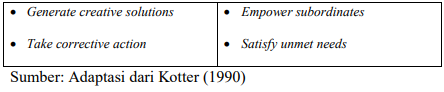 • Generate creative solutions
• Take corrective action
• Empower subordinates
• Satisfy unmet needs
Sumber: Adaptasi dari Kotter (1990)